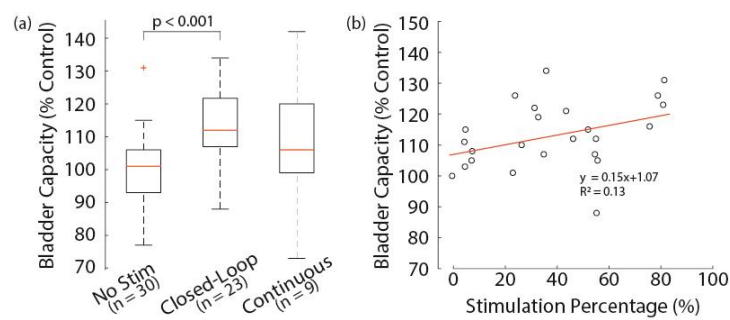 (a)
p < 0.001
Bladder Capacity (% Control)
140
130
120
110
100
90
80
70
No Stim
(n = 30)
Closed-Loop
(n = 23)
Continuous
(n = 9)
(b)
Bladder Capacity (% Control)
150
140
130
120
110
100
90
80
70
y = 0.15x+1.07
R² = 0.13
0 20 40 60 80 100
Stimulation Percentage (%)